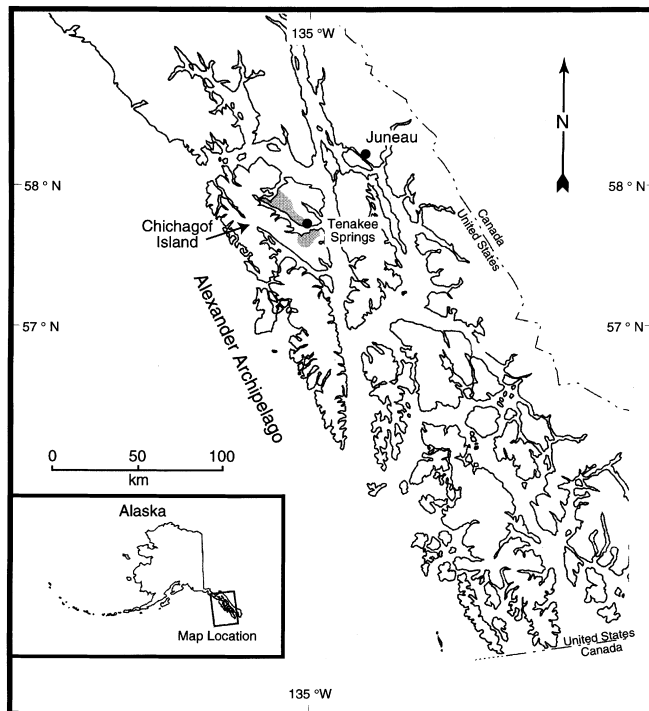 135 °W
N
Juneau
58 ° N
58 ° N
Canada
United States
Chichagof
Island
Tenakee
Springs
Alexander Archipelago
57 ° N
57 ° N
0 50 100
km
Alaska
Map Location
United States
Canada
135 °W